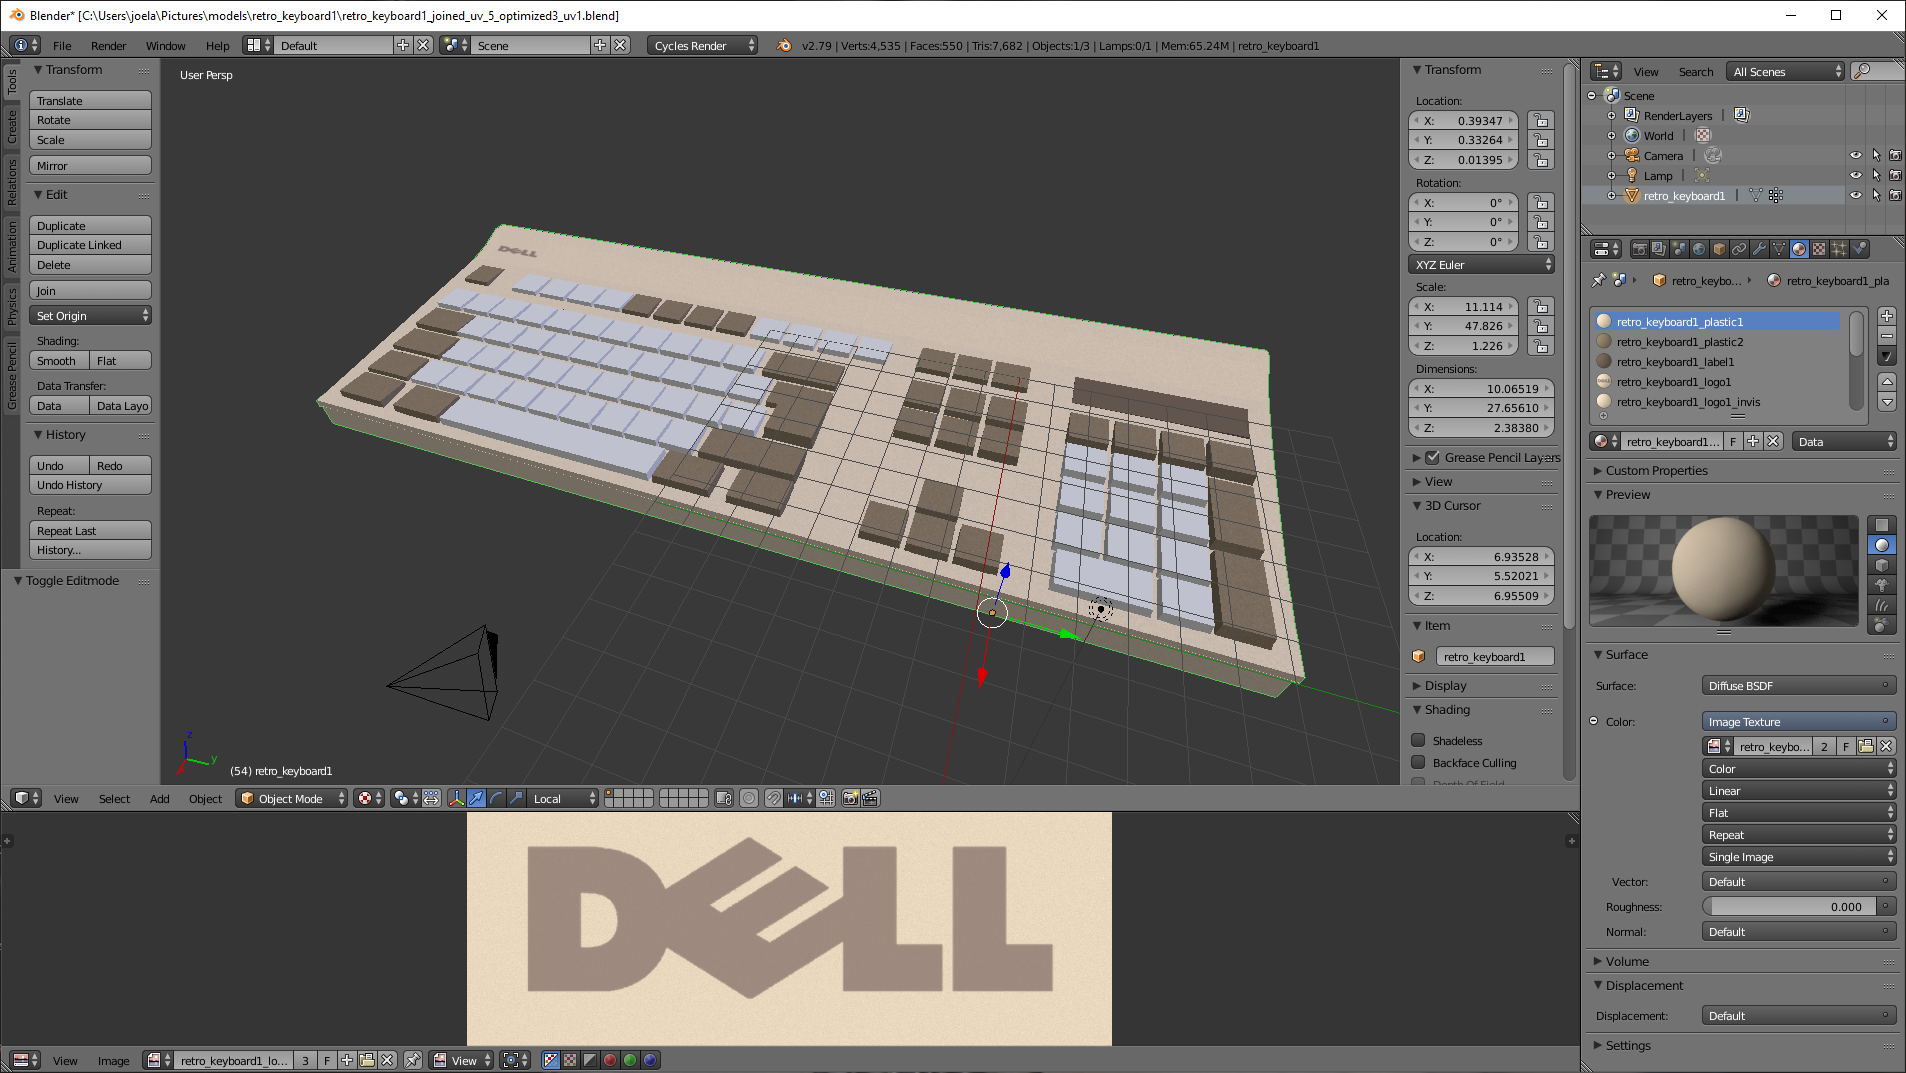 Blender* [C:\Users\joela\Pictures\models\retro_keyboard1\retro_keyboard1_joined_uv_5_optimized3_uv1.blend]
File Render Window Help Default Scene Cycles Render v2.79 | Verts:4,535 | Faces:550 | Tris:7,682 | Objects:1/3 | Lamps:0/1 | Mem:65.24M | retro_keyboard1
Tools
Create
Relations
Animation
Physics
Grease Pencil
Transform
Translate
Rotate
Scale
Mirror
Edit
Duplicate
Duplicate Linked
Delete
Join
Set Origin
Shading:
Smooth Flat
Data Transfer:
Data Data Layo
History
Undo Redo
Undo History
Repeat:
Repeat Last
History...
Toggle Editmode
User Persp
DELL
z
y
(54) retro_keyboard1
Transform
Location:
X: 0.39347
Y: 0.33264
Z: 0.01395
Rotation:
X: 0°
Y: 0°
Z: 0°
XYZ Euler
Scale:
X: 11.114
Y: 47.826
Z: 1.226
Dimensions:
X: 10.06519
Y: 27.65610
Z: 2.38380
Grease Pencil Layers
View
3D Cursor
Location:
X: 6.93528
Y: 5.52021
Z: 6.95509
Item
retro_keyboard1
Display
Shading
Shadeless
Backface Culling
Depth Of Field
View Select Add Object Object Mode Local
DELL
View Image retro_keyboard1_lo... 3 F View
View Search All Scenes
Scene
RenderLayers
World
Camera
Lamp
retro_keyboard1
retro_keybo... retro_keyboard1_pla
retro_keyboard1_plastic1
retro_keyboard1_plastic2
retro_keyboard1_label1
retro_keyboard1_logo1
retro_keyboard1_logo1_invis
retro_keyboard1... F Data
Custom Properties
Preview
Surface
Surface: Diffuse BSDF
Color: Image Texture
retro_keybo... 2 F
Color
Linear
Flat
Repeat
Single Image
Vector: Default
Roughness: 0.000
Normal: Default
Volume
Displacement
Displacement: Default
Settings